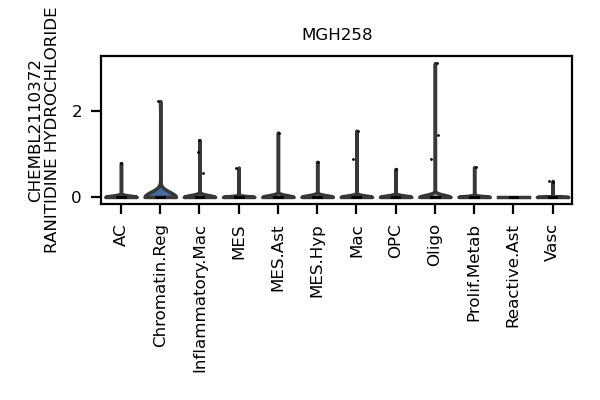 MGH258
CHEMBL2110372
RANITIDINE HYDROCHLORIDE
2
0
AC
Chromatin.Reg
Inflammatory.Mac
MES
MES.Ast
MES.Hyp
Mac
OPC
Oligo
Prolif.Metab
Reactive.Ast
Vasc